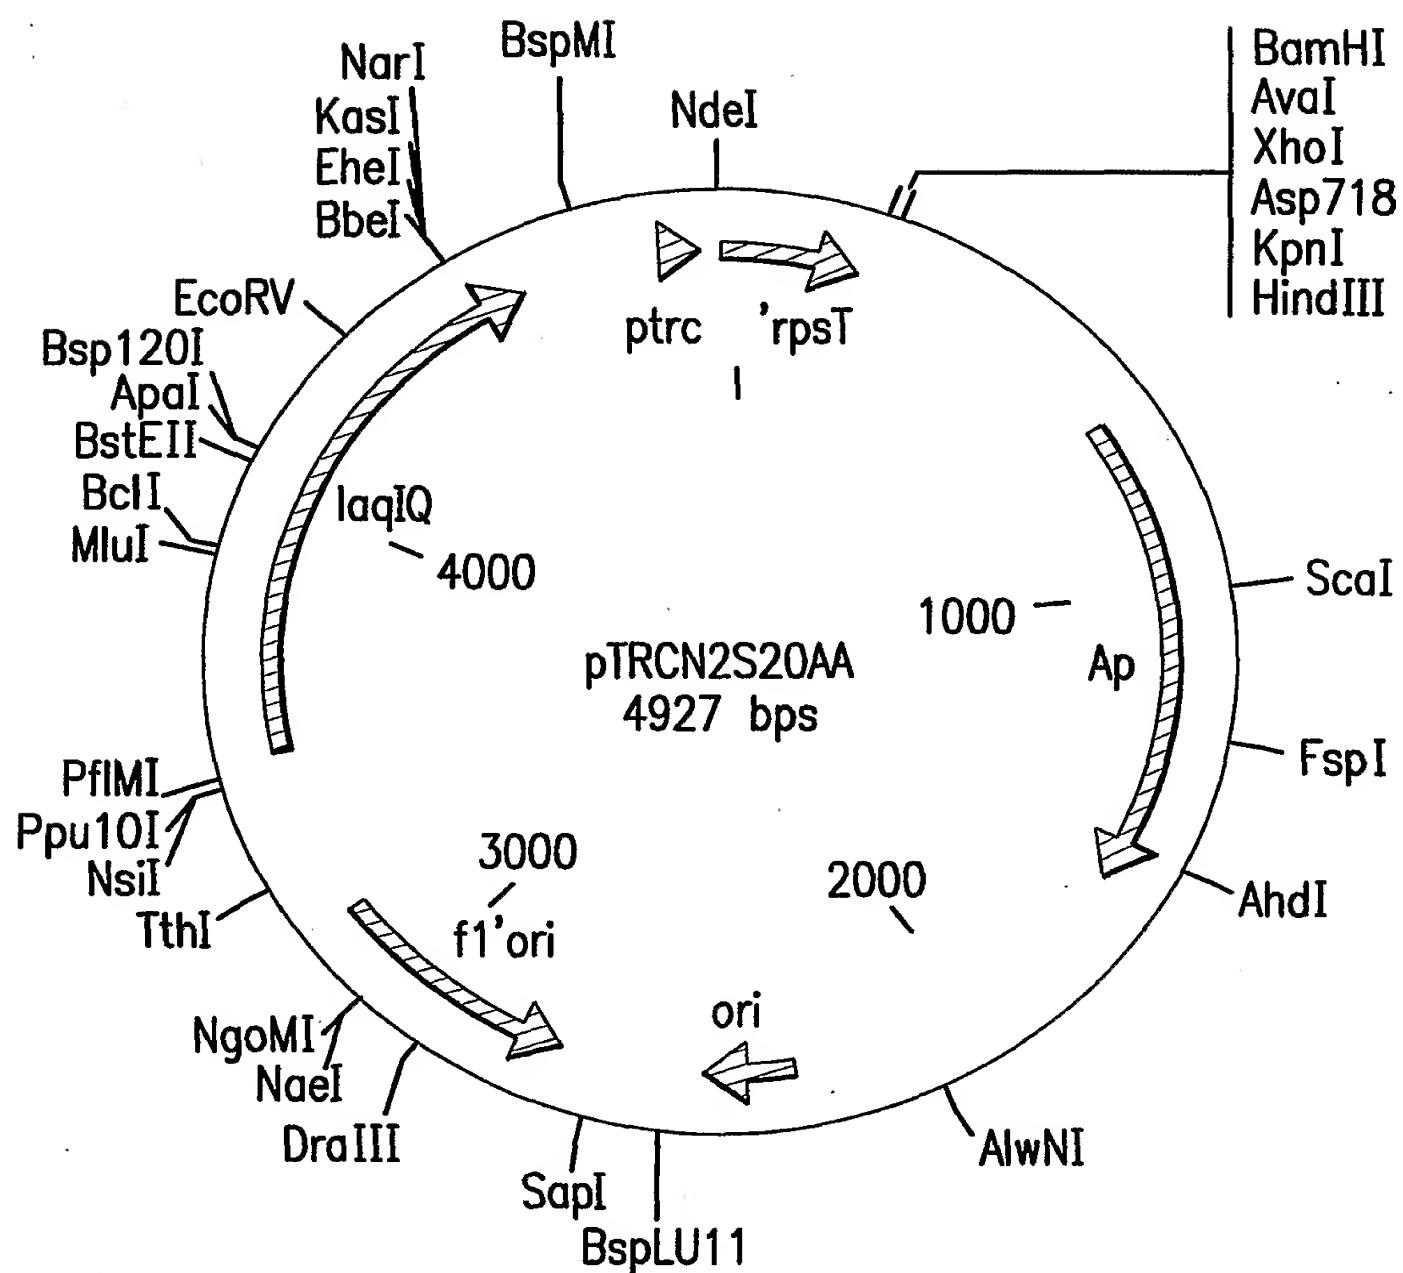 BspMI
NarI
KasI
EheI
BbeI
NdeI
BamHI
AvaI
XhoI
Asp718
KpnI
HindIII
EcoRV
Bsp120I
ApaI
BstEII
BclI
MluI
ptrc
'rpsT
1
laqIQ
4000
1000
ScaI
Ap
pTRCN2S20AA
4927 bps
FspI
PflMI
Ppu10I
NsiI
TthI
3000
f1'ori
2000
AhdI
ori
NgoMI
NaeI
DraIII
SapI
BspLU11
AlwNI